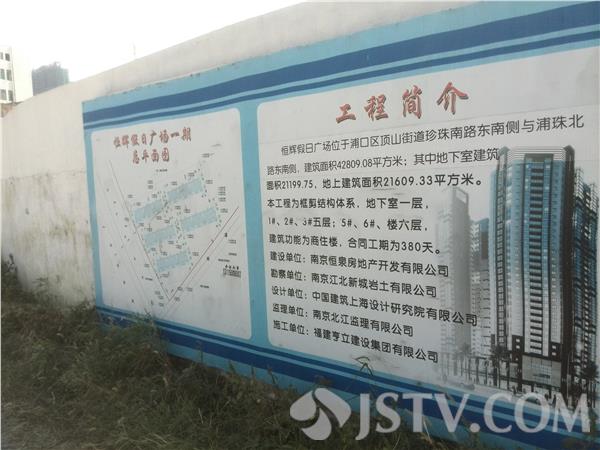 恒辉假日广场一期
总平面图
工程简介
恒辉假日广场位于浦口区顶山街道珍珠南路东南侧与浦珠北
路东南侧，建筑面积42809.08平方米；其中地下室建筑
面积21199.75、地上建筑面积21609.33平方米。
本工程为框剪结构体系，地下室一层，
1#、2#、3#五层；5#、6#、楼六层，
建筑功能为商住楼，合同工期为380天。
建设单位：南京恒泉房地产开发有限公司
勘察单位：南京江北新城岩土有限公司
设计单位：中国建筑上海设计研究院有限公司
监理单位：南京北江监理有限公司
施工单位：福建亨立建设集团有限公司
JSTV.COM